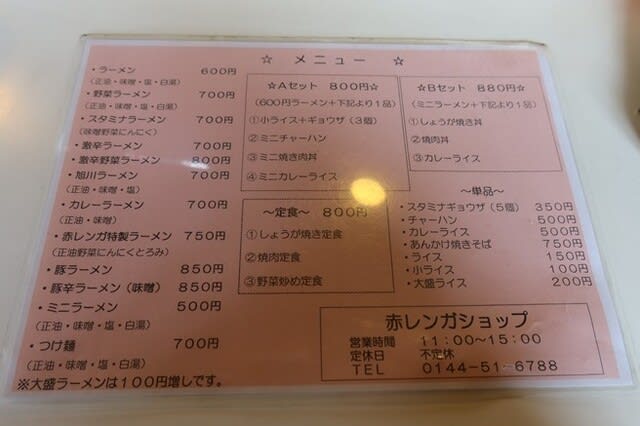 ☆ メニュー ☆
・ラーメン 600円
(正油・味噌・塩・白湯)
・野菜ラーメン 700円
(正油・味噌・塩・白湯)
・スタミナラーメン 700円
(味噌野菜にんにく)
・激辛ラーメン 700円
・激辛野菜ラーメン 800円
・旭川ラーメン 700円
(正油・味噌・塩)
・カレーラーメン 700円
(正油・味噌)
・赤レンガ特製ラーメン 750円
(正油野菜にんにくとろみ)
・豚ラーメン 850円
・豚辛ラーメン(味噌) 850円
・ミニラーメン 500円
(正油・味噌・塩・白湯)
・つけ麺 700円
(正油・味噌・塩・白湯)
※大盛ラーメンは100円増しです。
☆Aセット 800円☆
(600円ラーメン+下記より1品)
①小ライス+ギョウザ(3個)
②ミニチャーハン
③ミニ焼き肉丼
④ミニカレーライス
☆Bセット 880円☆
(ミニラーメン+下記より1品)
①しょうが焼き丼
②焼肉丼
③カレーライス
～定食～ 800円
①しょうが焼き定食
②焼肉定食
③野菜炒め定食
～単品～
・スタミナギョウザ(5個) 350円
・チャーハン 500円
・カレーライス 500円
・あんかけ焼きそば 750円
・ライス 150円
・小ライス 100円
・大盛ライス 200円
赤レンガショップ
営業時間 11:00～15:00
定休日 不定休
TEL 0144-51-6788